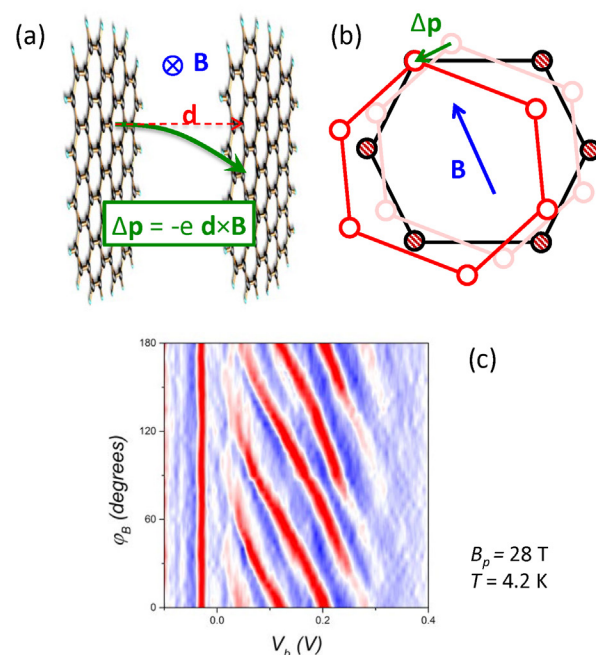 (a)
⊗ B
d
Δp = -e d×B
(b)
Δp
B
(c)
180
120
60
0
φB (degrees)
0.0
0.2
0.4
Vb (V)
Bp = 28 T
T = 4.2 K